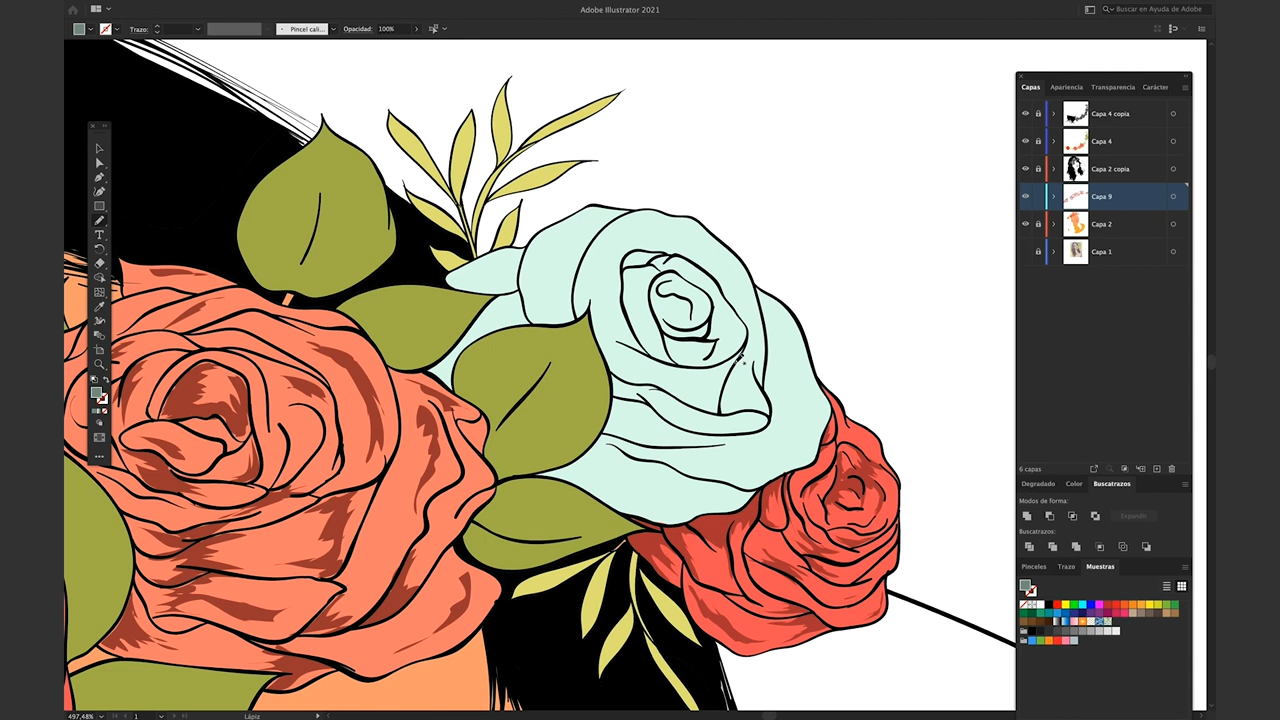 Adobe Illustrator 2021
Buscar en Ayuda de Adobe
Trazo:
Pincel cali...
Opacidad:
100%
Capas
Apariencia
Transparencia
Carácter
Capa 4 copia
Capa 4
Capa 2 copia
Capa 9
Capa 2
Capa 1
6 capas
Degradado
Color
Buscatrazos
Modos de forma:
Expandir
Buscatrazos:
Pinceles
Trazo
Muestras
497,48%
1
Lápiz